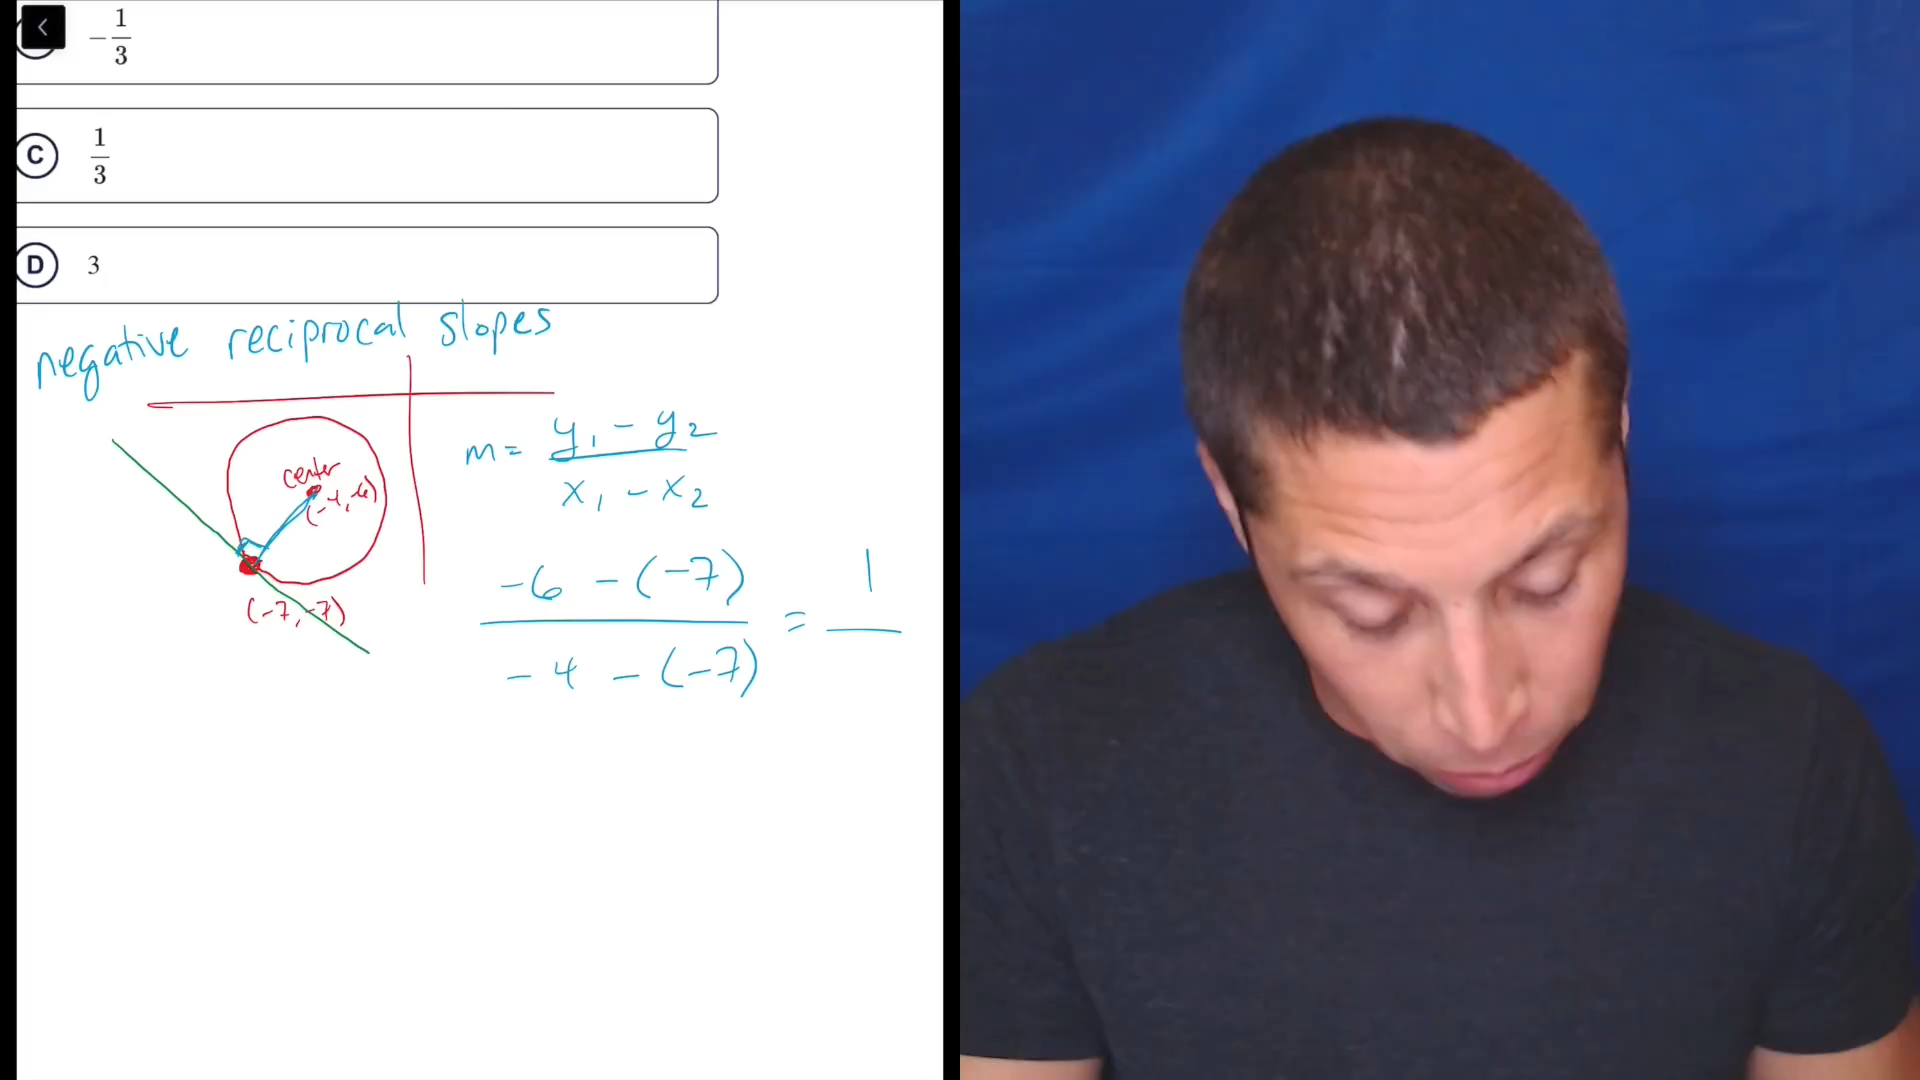 -1/3
C 1/3
D 3
negative reciprocal slopes
center
(-4,-6)
(-7,-7)
m = y₁ - y₂ / x₁ - x₂
-6 - (-7) / -4 - (-7) = 1 /